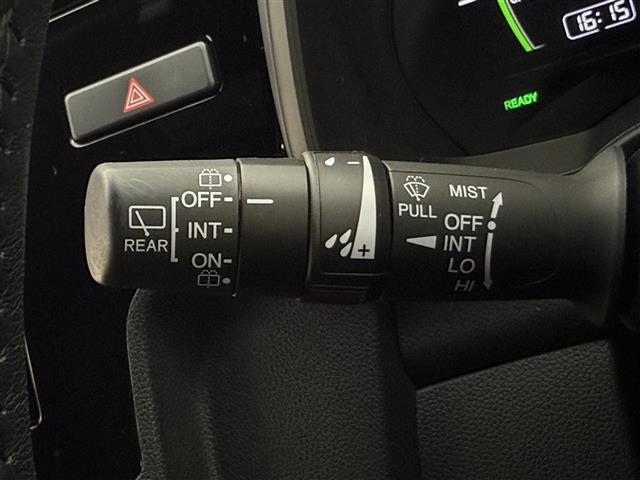 16:15
READY
OFF
INT
ON
REAR
−
+
PULL
MIST
OFF
INT
LO
HI